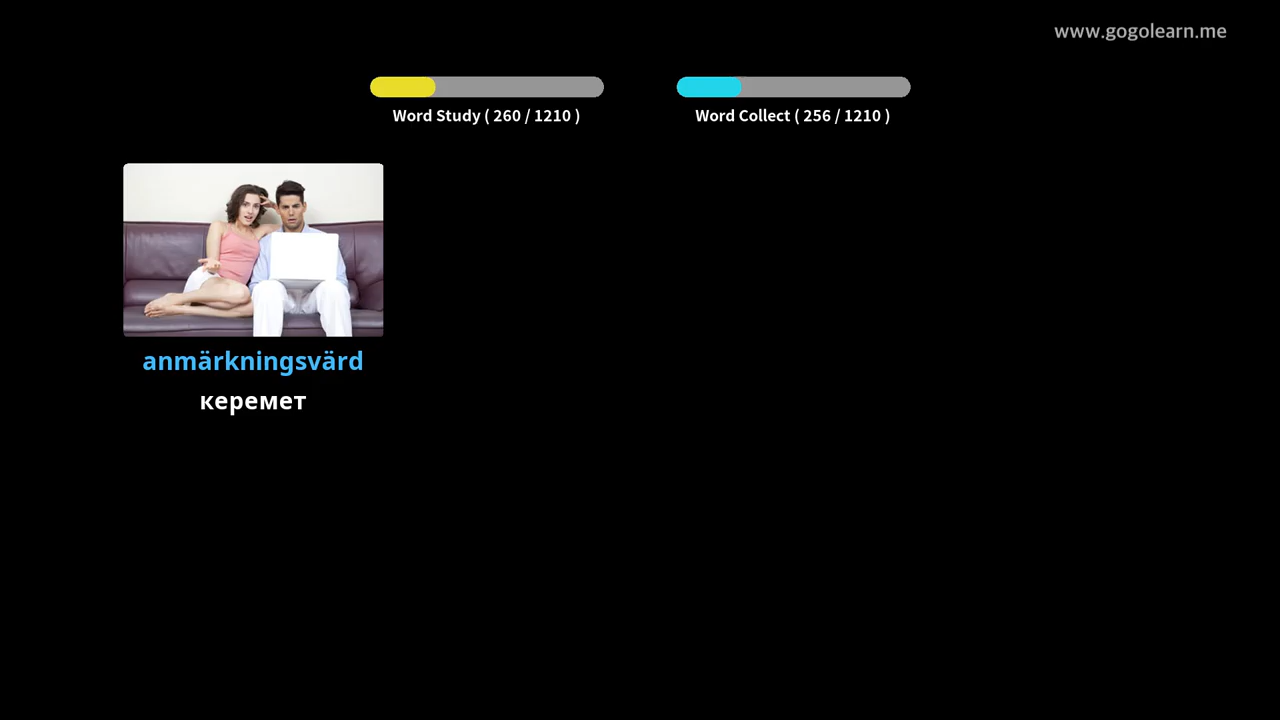 www.gogolearn.me
Word Study ( 260 / 1210 )
Word Collect ( 256 / 1210 )
anmärkningsvärd
керемет